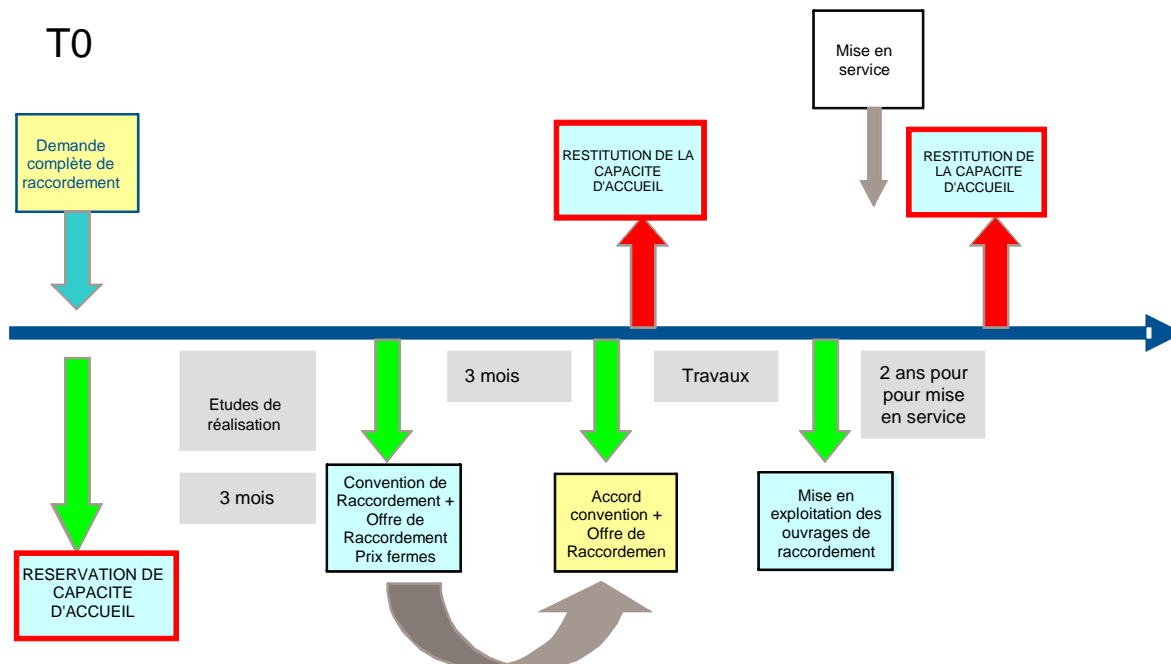 T0
Mise en
service
Demande
complète de
raccordement
RESTITUTION DE LA
CAPACITE
D'ACCUEIL
RESTITUTION DE
LA CAPACITE
D'ACCUEIL
Etudes de
réalisation
3 mois
Travaux
2 ans pour
pour mise
en service
3 mois
Convention de
Raccordement +
Offre de
Raccordement
Prix fermes
Accord
convention +
Offre de
Raccordemen
Mise en
exploitation des
ouvrages de
raccordement
RESERVATION DE
CAPACITE
D'ACCUEIL